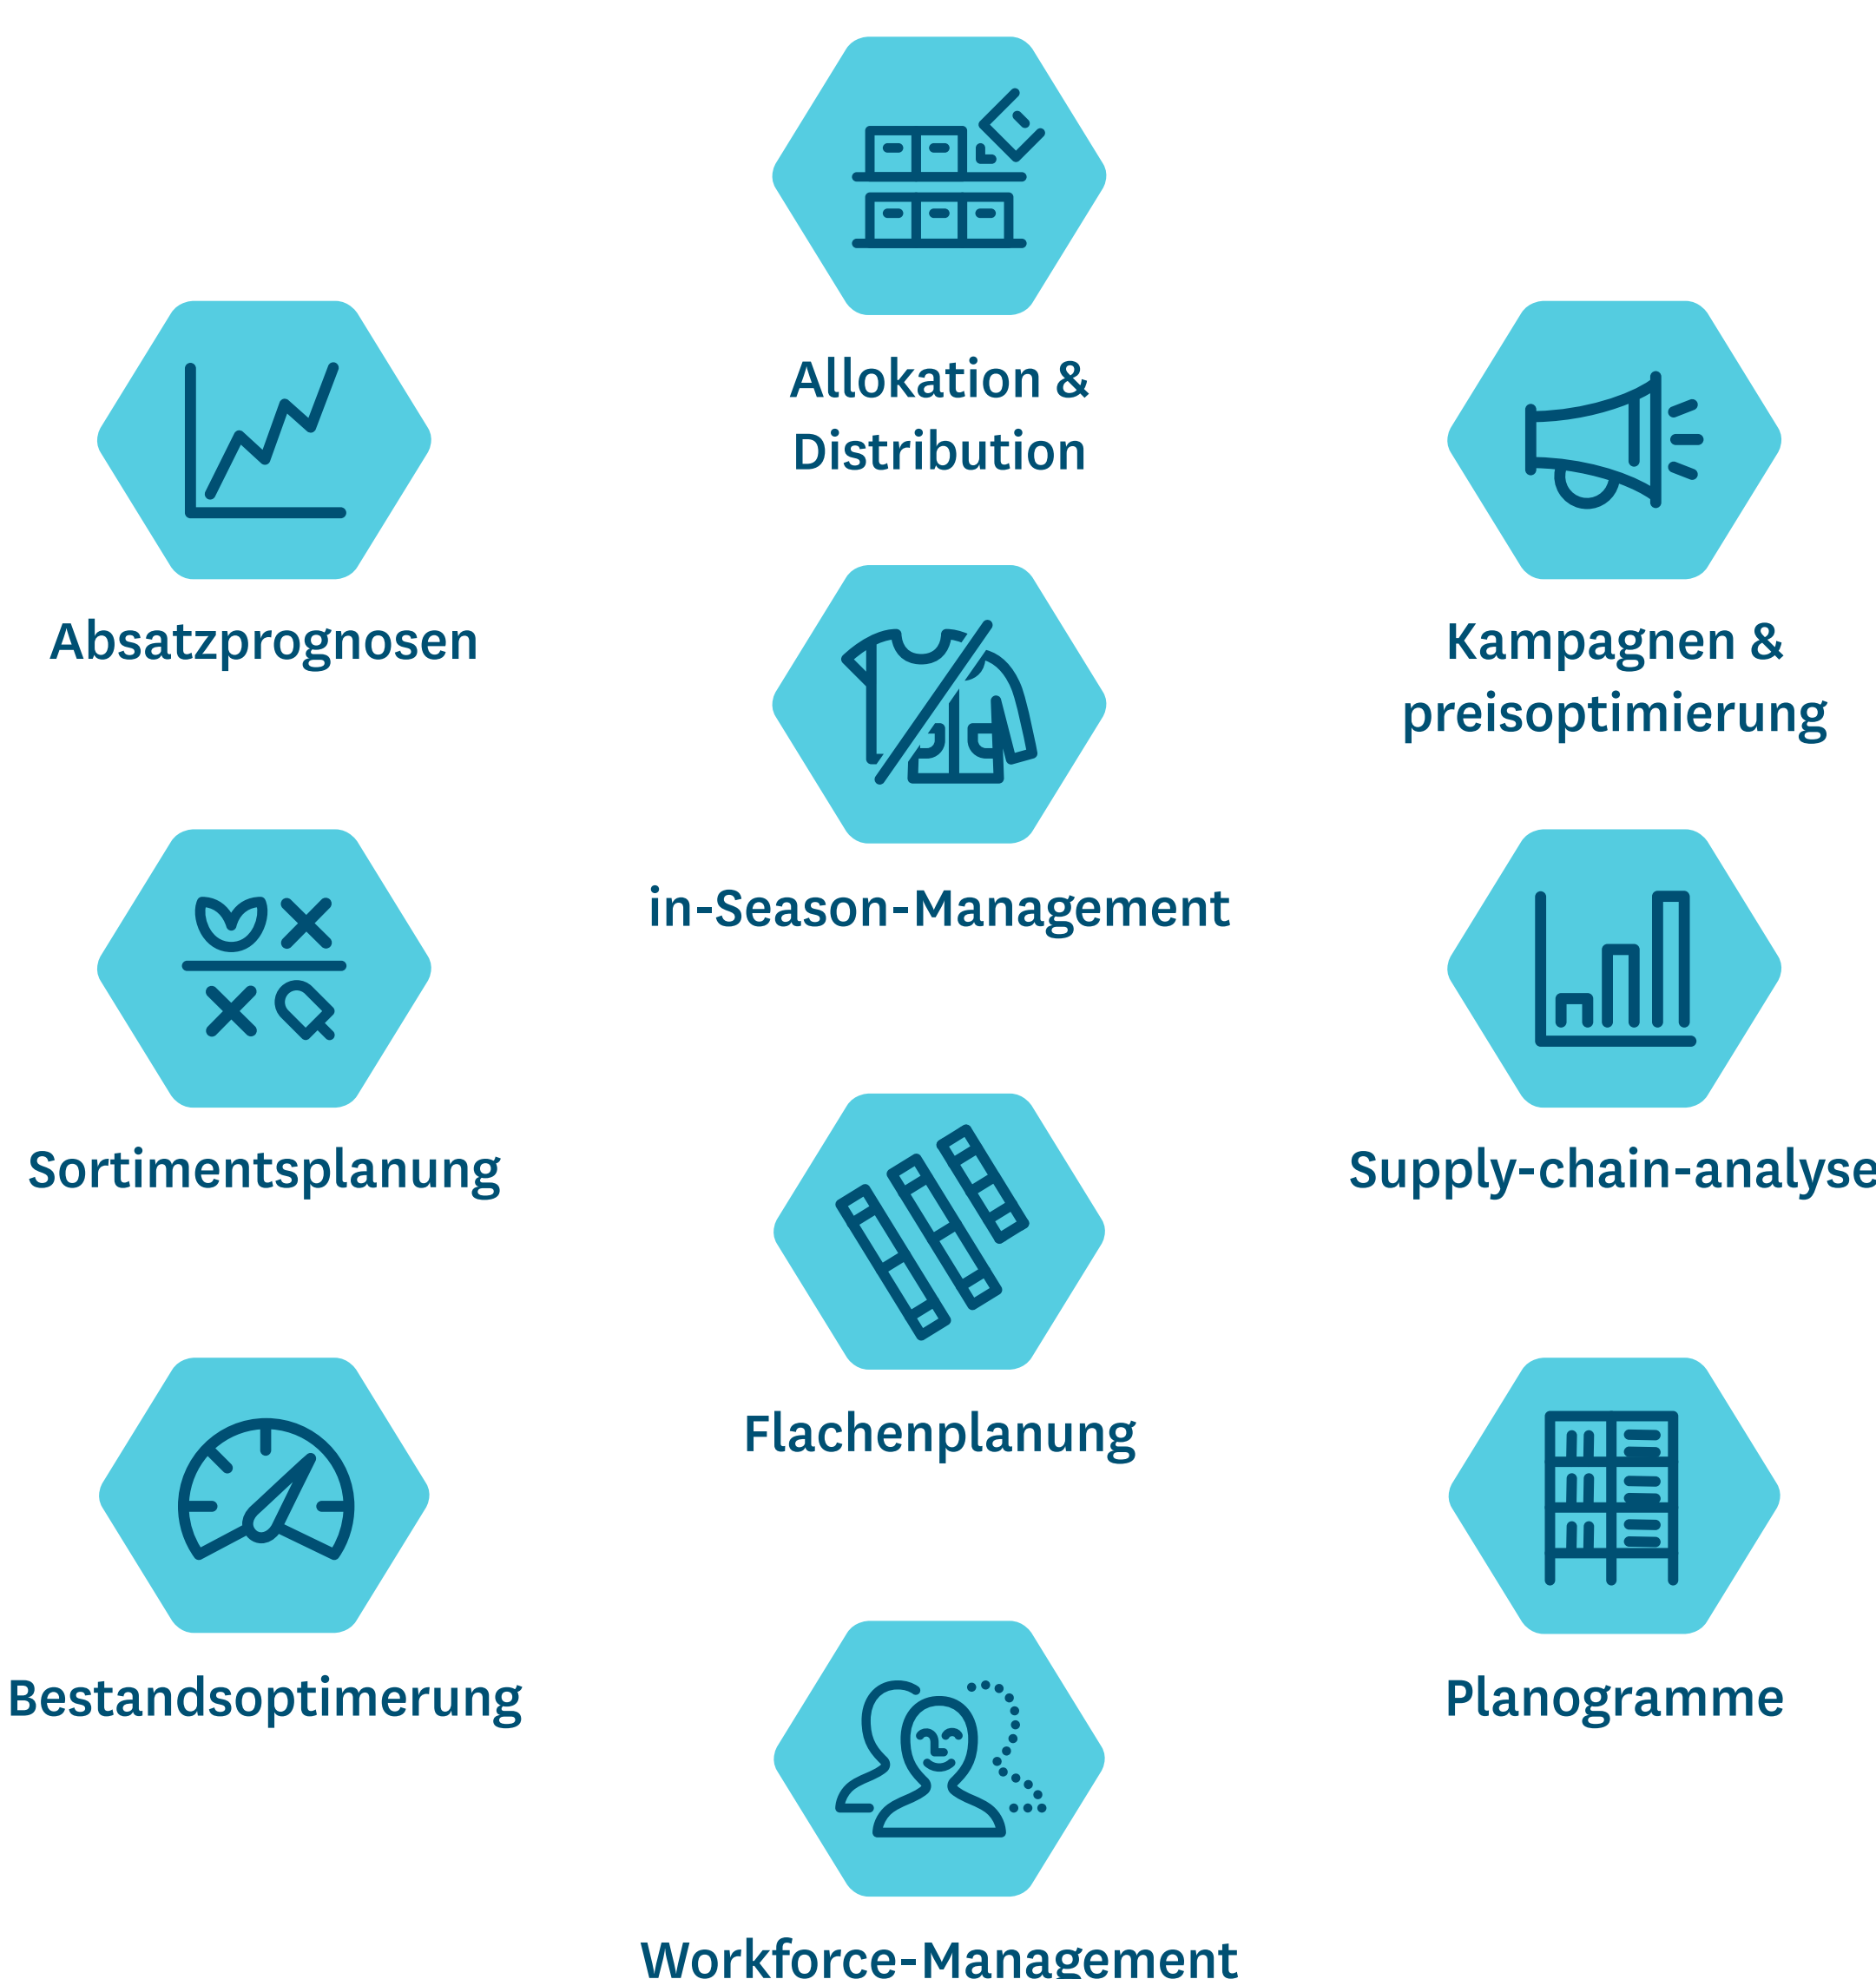 Allokation &
Distribution
Absatzprognosen
Kampagnen &
preisoptimierung
in-Season-Management
Sortimentsplanung
Supply-chain-analyse
Flachenplanung
Bestandsoptimerung
Planogramme
Workforce-Management